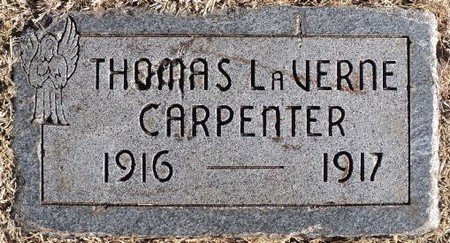 THOMAS LAVERNE
CARPENTER
1916 — 1917